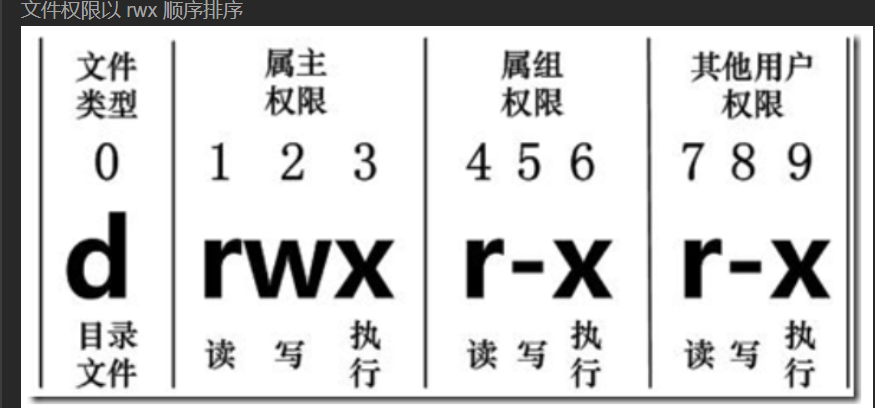 文件权限以 rwx 顺序排序
文件 属主 属组 其他用户
类型 权限 权限 权限
0 1 2 3 4 5 6 7 8 9
d rwx r-x r-x
目录 读 写 执 读 写 执 读 写 执
文件 行 行 行